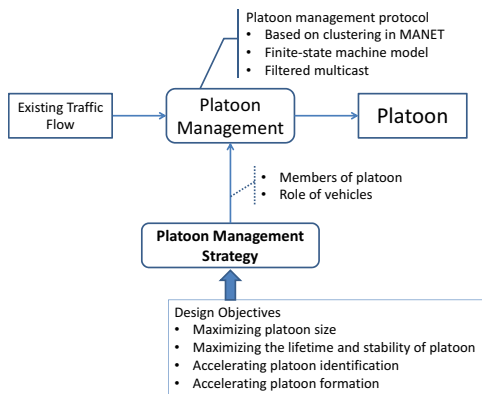 Platoon management protocol
• Based on clustering in MANET
• Finite-state machine model
• Filtered multicast
Existing Traffic
Flow
Platoon
Management
Platoon
• Members of platoon
• Role of vehicles
Platoon Management
Strategy
Design Objectives
• Maximizing platoon size
• Maximizing the lifetime and stability of platoon
• Accelerating platoon identification
• Accelerating platoon formation